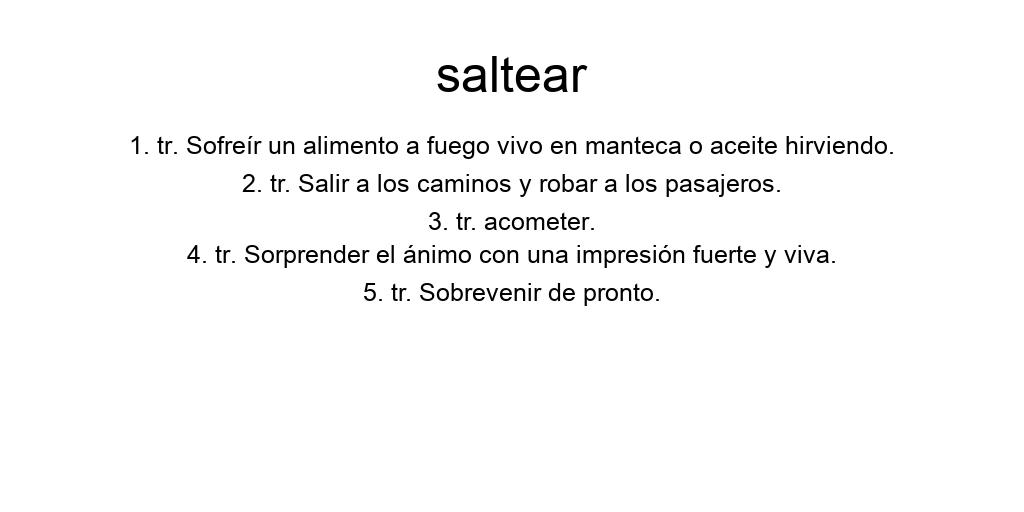 saltear
1. tr. Sofreír un alimento a fuego vivo en manteca o aceite hirviendo.
2. tr. Salir a los caminos y robar a los pasajeros.
3. tr. acometer.
4. tr. Sorprender el ánimo con una impresión fuerte y viva.
5. tr. Sobrevenir de pronto.